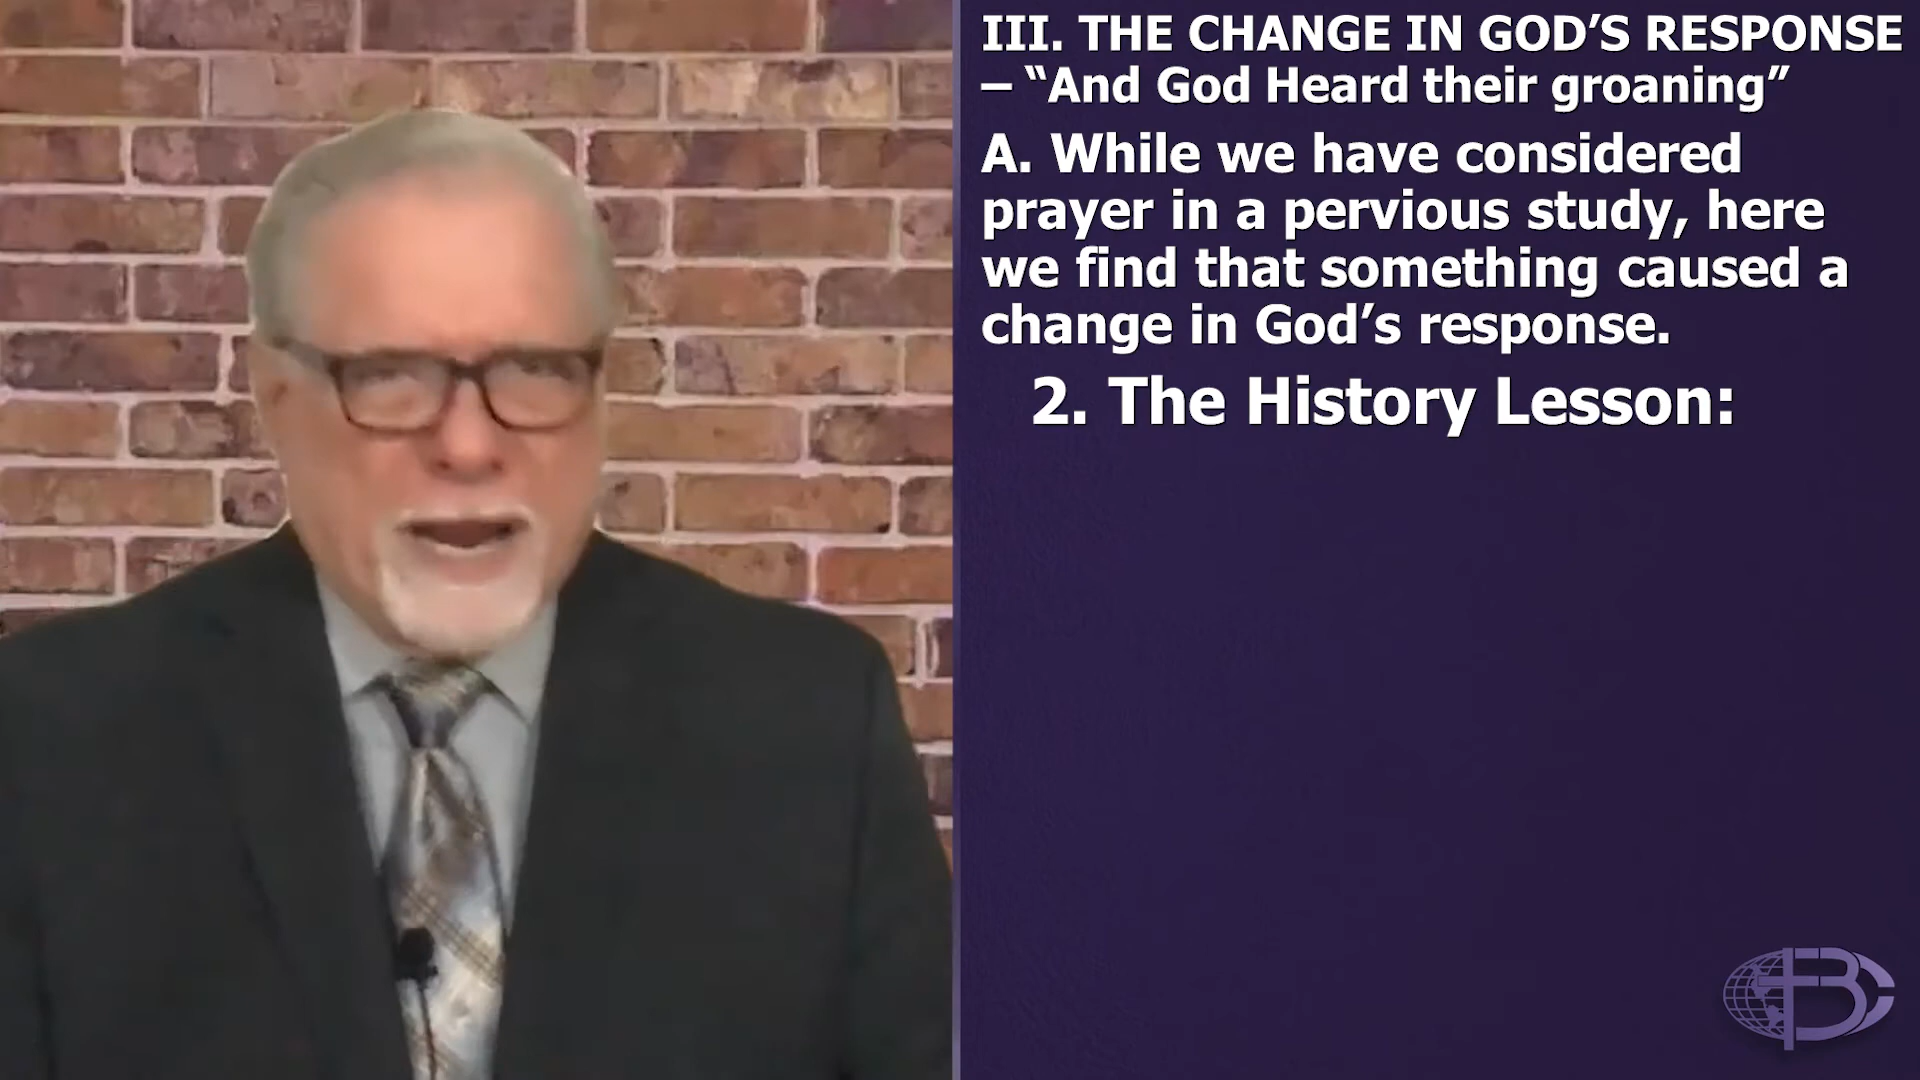 III. THE CHANGE IN GOD’S RESPONSE
– “And God Heard their groaning”
A. While we have considered
prayer in a pervious study, here
we find that something caused a
change in God’s response.
2. The History Lesson:
FBC